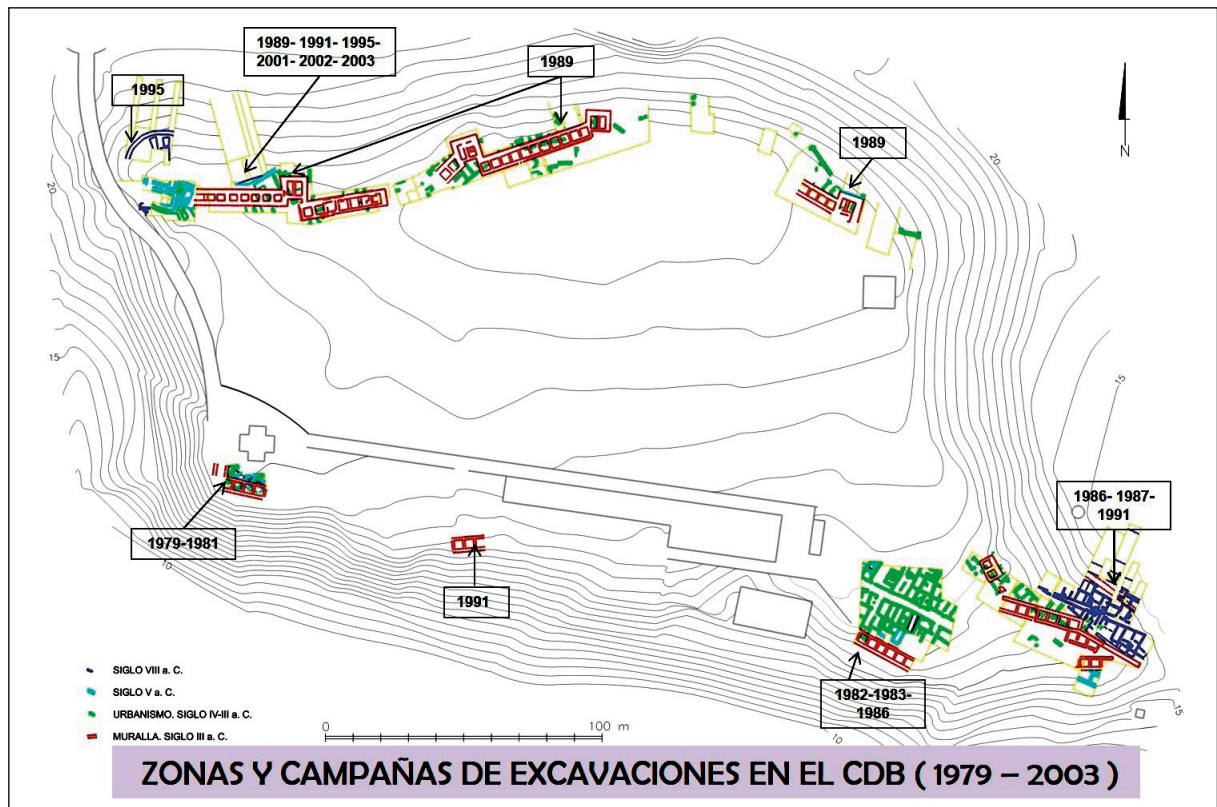 1989- 1991- 1995-
2001- 2002- 2003
1989
1995
1989
N
20
20
15
15
1986- 1987-
1991
1979-1981
10
1991
1982-1983-
1986
10
15
SIGLO VIII a. C.
SIGLO V a. C.
URBANISMO. SIGLO IV-III a. C.
MURALLA. SIGLO III a. C.
0 100 m
ZONAS Y CAMPAÑAS DE EXCAVACIONES EN EL CDB ( 1979 – 2003 )